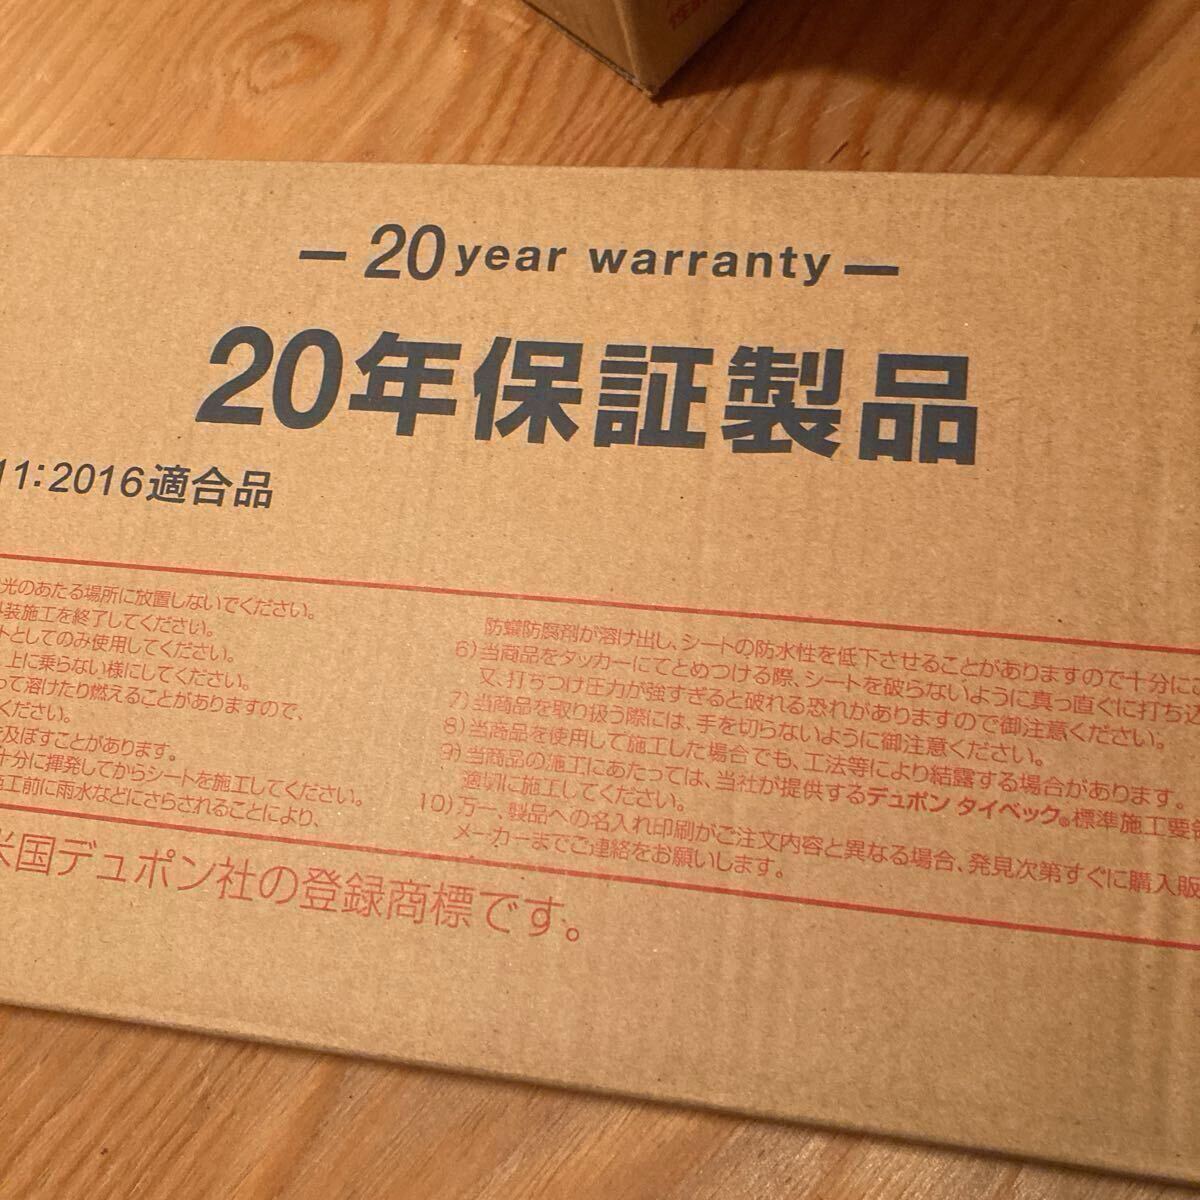 20 year warranty
20年保証製品
11:2016適合品
光のあたる場所に放置しないでください。
装施工を終了してください。
トとしてのみ使用してください。
上に乗らない様にしてください。
って溶けたり燃えることがありますので、
ください。
を及ぼすことがあります。
十分に揮発してからシートを施工してください。
施工前に雨水などにさらされることにより、
防蟻防腐剤が溶け出し、シートの防水性を低下させることがありますので十分に
6)当商品をタッカーにてとめつける際、シートを破らないように真っ直ぐに打ち込
又、打ちつけ圧力が強すぎると破れる恐れがありますので御注意ください。
7)当商品を取り扱う際には、手を切らないように御注意ください。
8)当商品を使用して施工した場合でも、工法等により結露する場合があります。
9)当商品の施工にあたっては、当社が提供するデュポン タイベック®標準施工要
適切に施工してください。
10)万一、製品への名入れ印刷がご注文内容と異なる場合、発見次第すぐに購入販
メーカーまでご連絡をお願いします。
米国デュポン社の登録商標です。